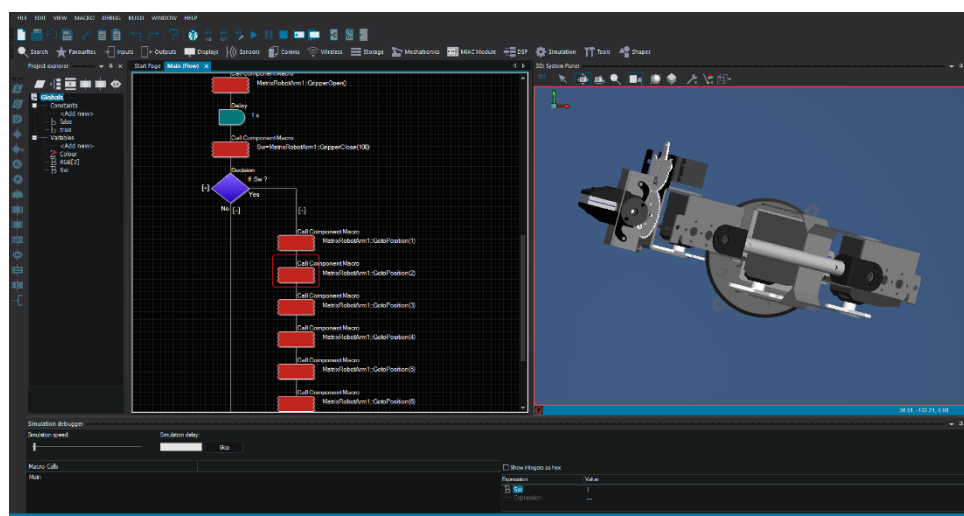 FILE EDIT VIEW MACRO DEBUG BUILD WINDOW HELP
Search Favourites Inputs Outputs Displays Sensors Comms Wireless Storage Mechatronics MIAC Module DSP Simulation Tools Shapes
Project explorer
Start Page Main (Flow)
3D: System Panel
Globals
Constants
<Add new>
false
true
Variables
<Add new>
Colour
RGB[3]
Sw
Call Component Macro
MatrixRobotArm1::GripperOpen()
Delay
1 s
Call Component Macro
Sw=MatrixRobotArm1::GripperClose(100)
Decision
If Sw ?
[-]
Yes
No [-]
[-]
Call Component Macro
MatrixRobotArm1::GotoPosition(1)
Call Component Macro
MatrixRobotArm1::GotoPosition(2)
Call Component Macro
MatrixRobotArm1::GotoPosition(3)
Call Component Macro
MatrixRobotArm1::GotoPosition(4)
Call Component Macro
MatrixRobotArm1::GotoPosition(5)
Call Component Macro
MatrixRobotArm1::GotoPosition(6)
Simulation debugger
Simulation speed:
Simulation delay:
Skip
Macro Calls
Main
Show integers as hex
Expression Value
Sw 1
Expression ...